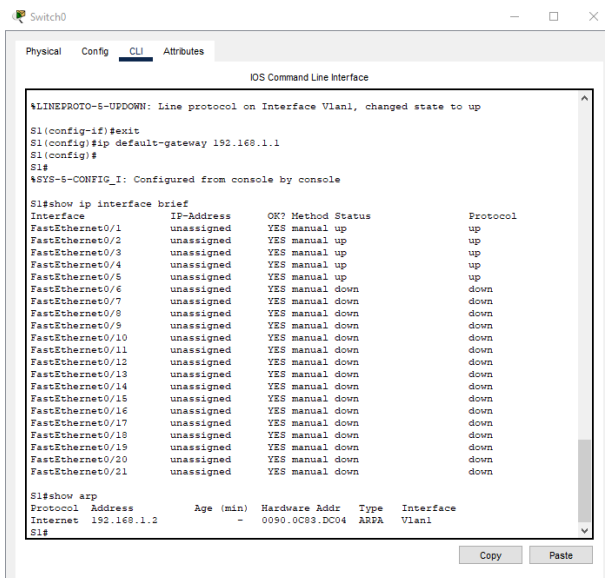 Switch0
Physical Config CLI Attributes
IOS Command Line Interface
%LINEPROTO-5-UPDOWN: Line protocol on Interface Vlan1, changed state to up
S1(config-if)#exit
S1(config)#ip default-gateway 192.168.1.1
S1(config)#
S1#
%SYS-5-CONFIG_I: Configured from console by console
S1#show ip interface brief
Interface IP-Address OK? Method Status Protocol
FastEthernet0/1 unassigned YES manual up up
FastEthernet0/2 unassigned YES manual up up
FastEthernet0/3 unassigned YES manual up up
FastEthernet0/4 unassigned YES manual up up
FastEthernet0/5 unassigned YES manual up up
FastEthernet0/6 unassigned YES manual down down
FastEthernet0/7 unassigned YES manual down down
FastEthernet0/8 unassigned YES manual down down
FastEthernet0/9 unassigned YES manual down down
FastEthernet0/10 unassigned YES manual down down
FastEthernet0/11 unassigned YES manual down down
FastEthernet0/12 unassigned YES manual down down
FastEthernet0/13 unassigned YES manual down down
FastEthernet0/14 unassigned YES manual down down
FastEthernet0/15 unassigned YES manual down down
FastEthernet0/16 unassigned YES manual down down
FastEthernet0/17 unassigned YES manual down down
FastEthernet0/18 unassigned YES manual down down
FastEthernet0/19 unassigned YES manual down down
FastEthernet0/20 unassigned YES manual down down
FastEthernet0/21 unassigned YES manual down down
S1#show arp
Protocol Address Age (min) Hardware Addr Type Interface
Internet 192.168.1.2 - 0090.0C83.DC04 ARPA Vlan1
S1#
Copy Paste